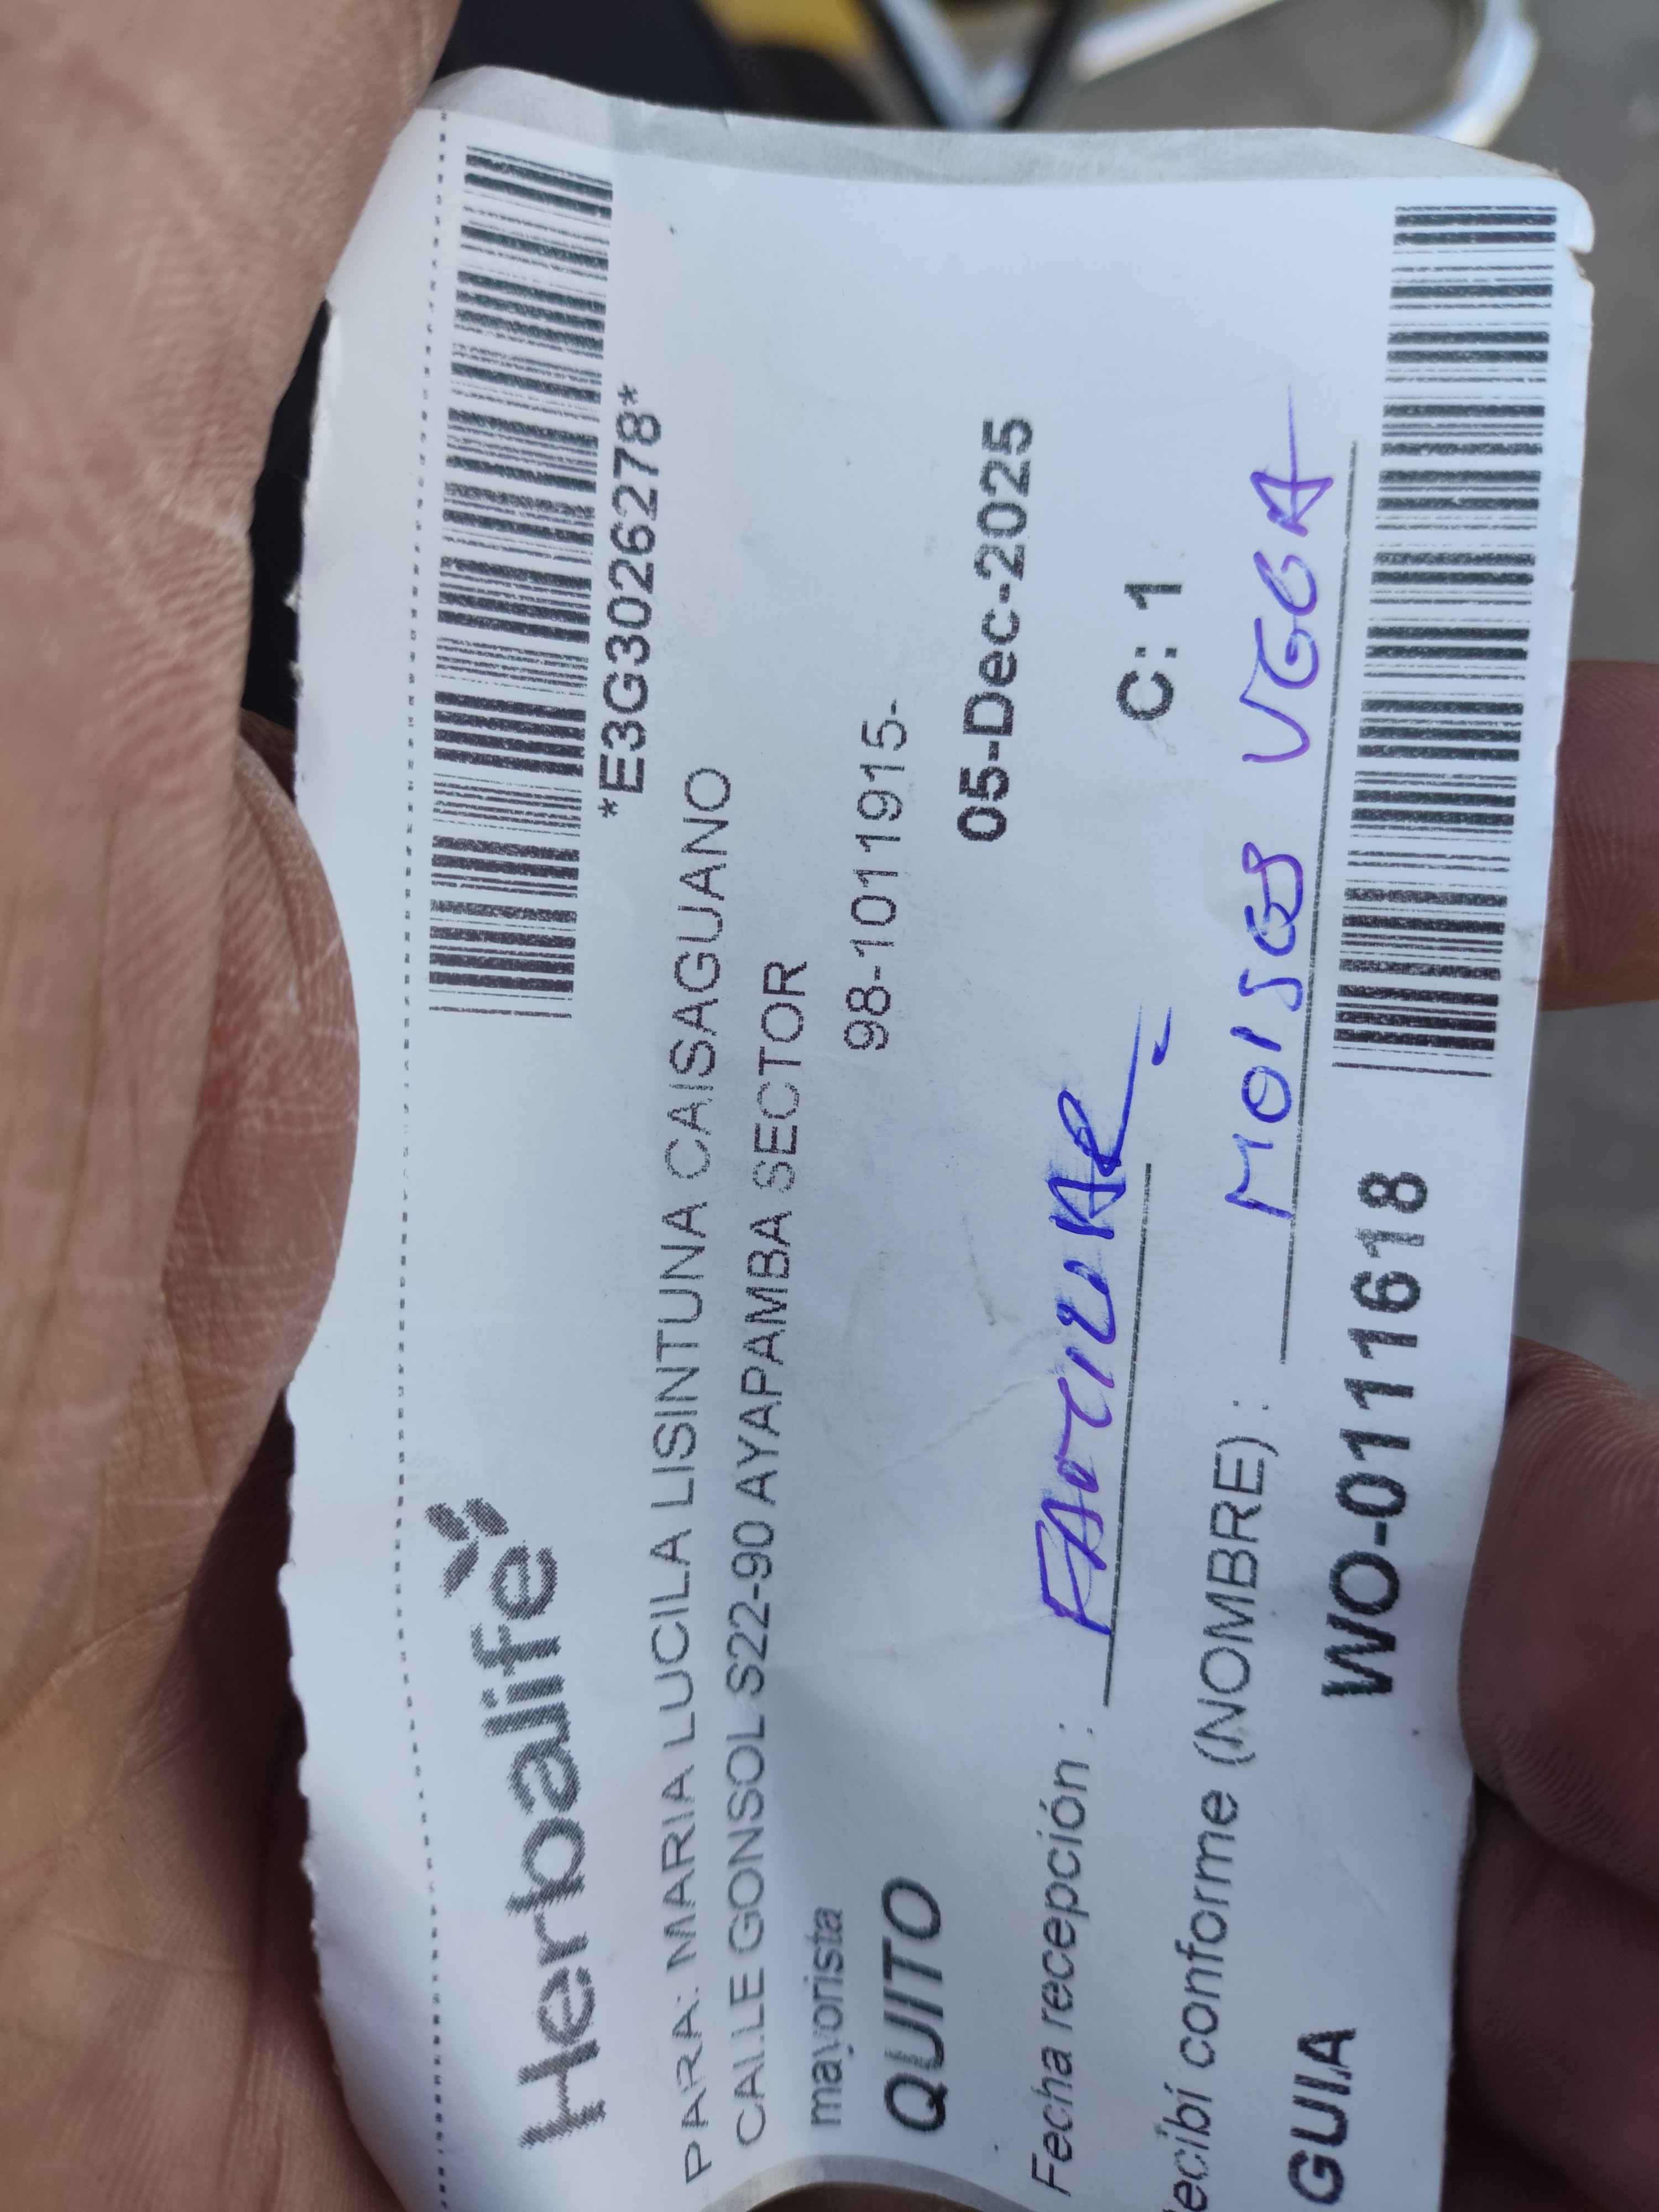 Herbalife
*E3G3026278*
PARA: MARIA LUCILA LISINTUNA CAISAGUANO
CALLE GONSOL S22-90 AYAPAMBA SECTOR
mayorista
98-1011915-
QUITO
05-Dec-2025
Fecha recepción :
C: 1
ecibí conforme (NOMBRE) : MOISES VEGA
GUIA WO-0111618